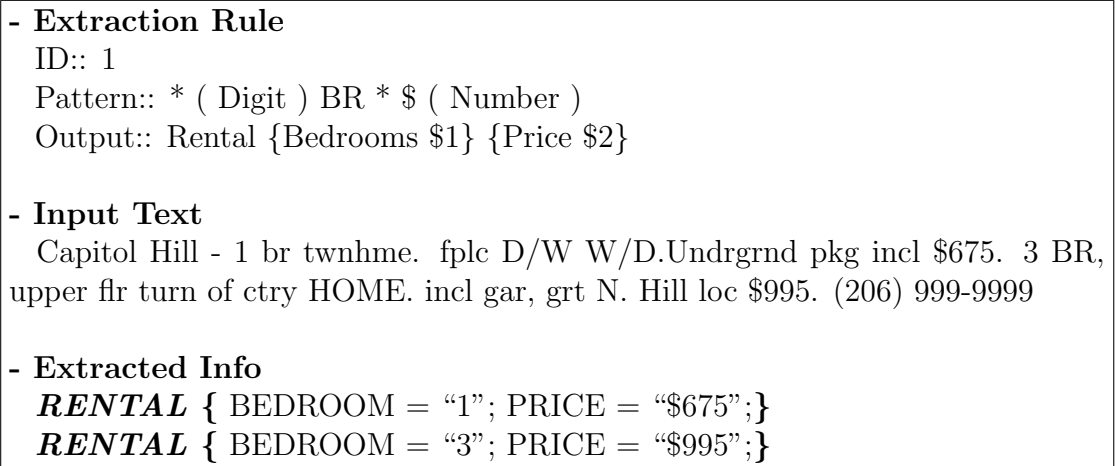 - Extraction Rule
ID:: 1
Pattern:: * ( Digit ) BR * $ ( Number )
Output:: Rental {Bedrooms $1} {Price $2}
- Input Text
Capitol Hill - 1 br twnhme. fplc D/W W/D.Undrgrnd pkg incl $675. 3 BR,
upper flr turn of ctry HOME. incl gar, grt N. Hill loc $995. (206) 999-9999
- Extracted Info
RENTAL { BEDROOM = “1”; PRICE = “$675”;}
RENTAL { BEDROOM = “3”; PRICE = “$995”;}